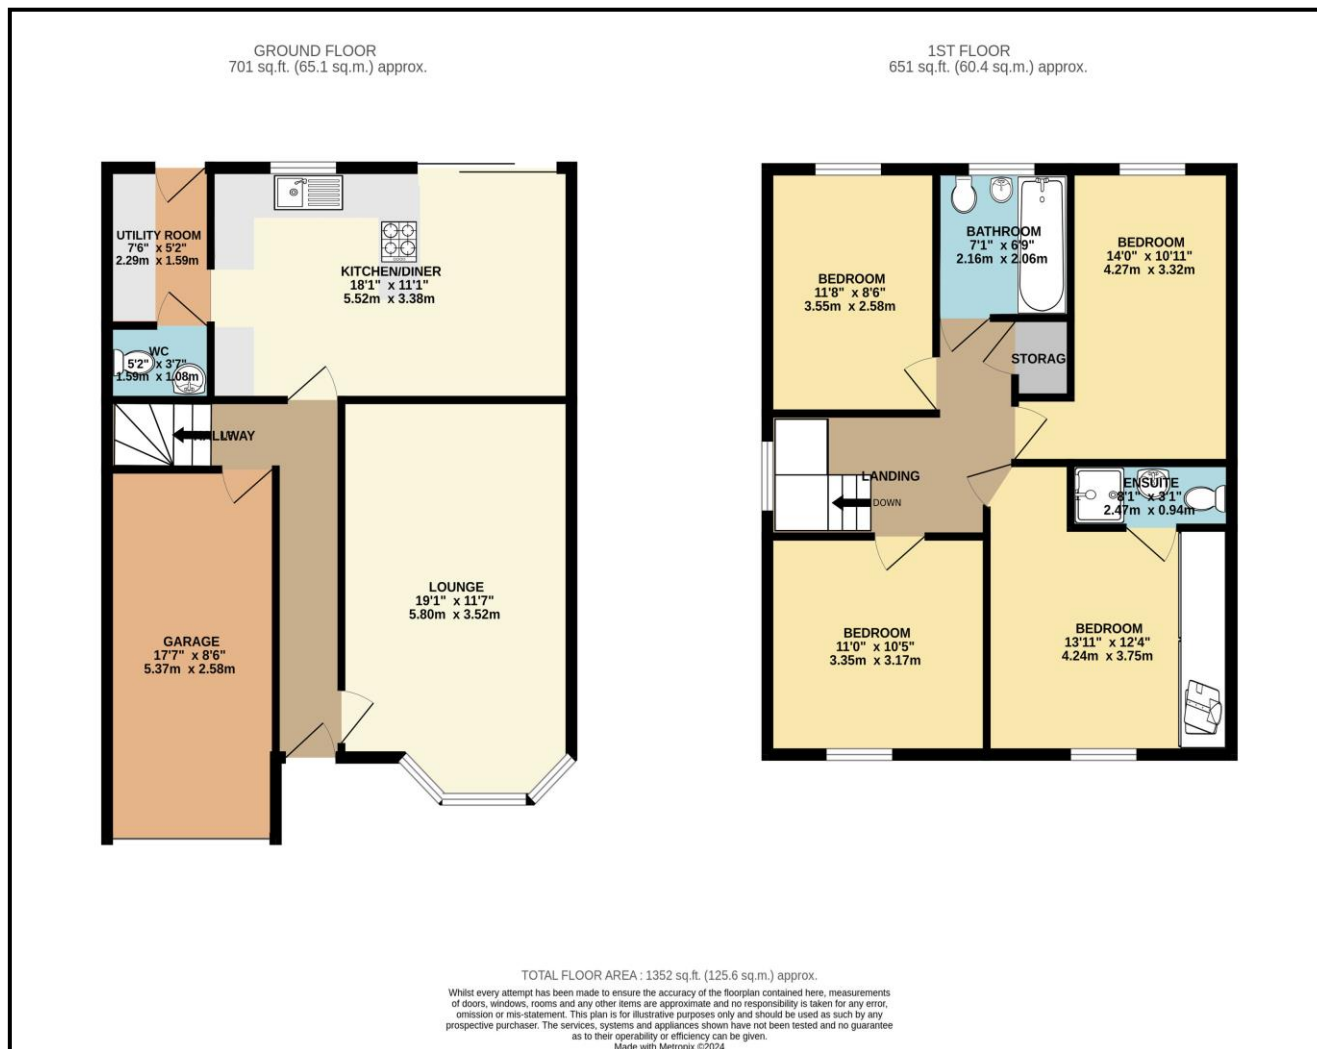 GROUND FLOOR
701 sq.ft. (65.1 sq.m.) approx.
1ST FLOOR
651 sq.ft. (60.4 sq.m.) approx.
UTILITY ROOM
7'6" x 5'2"
2.29m x 1.59m
KITCHEN/DINER
18'1" x 11'1"
5.52m x 3.38m
WC
5'2" x 3'7"
1.59m x 1.08m
HALLWAY
LOUNGE
19'1" x 11'7"
5.80m x 3.52m
GARAGE
17'7" x 8'6"
5.37m x 2.58m
BATHROOM
7'1" x 6'9"
2.16m x 2.06m
BEDROOM
14'0" x 10'11"
4.27m x 3.32m
BEDROOM
11'8" x 8'6"
3.55m x 2.58m
STORAG
LANDING
DOWN
ENSUITE
8'1" x 3'1"
2.47m x 0.94m
BEDROOM
11'0" x 10'5"
3.35m x 3.17m
BEDROOM
13'11" x 12'4"
4.24m x 3.75m
TOTAL FLOOR AREA : 1352 sq.ft. (125.6 sq.m.) approx.
Whilst every attempt has been made to ensure the accuracy of the floorplan contained here, measurements
of doors, windows, rooms and any other items are approximate and no responsibility is taken for any error,
omission or mis-statement. This plan is for illustrative purposes only and should be used as such by any
prospective purchaser. The services, systems and appliances shown have not been tested and no guarantee
as to their operability or efficiency can be given.
Made with Metropix ©2024